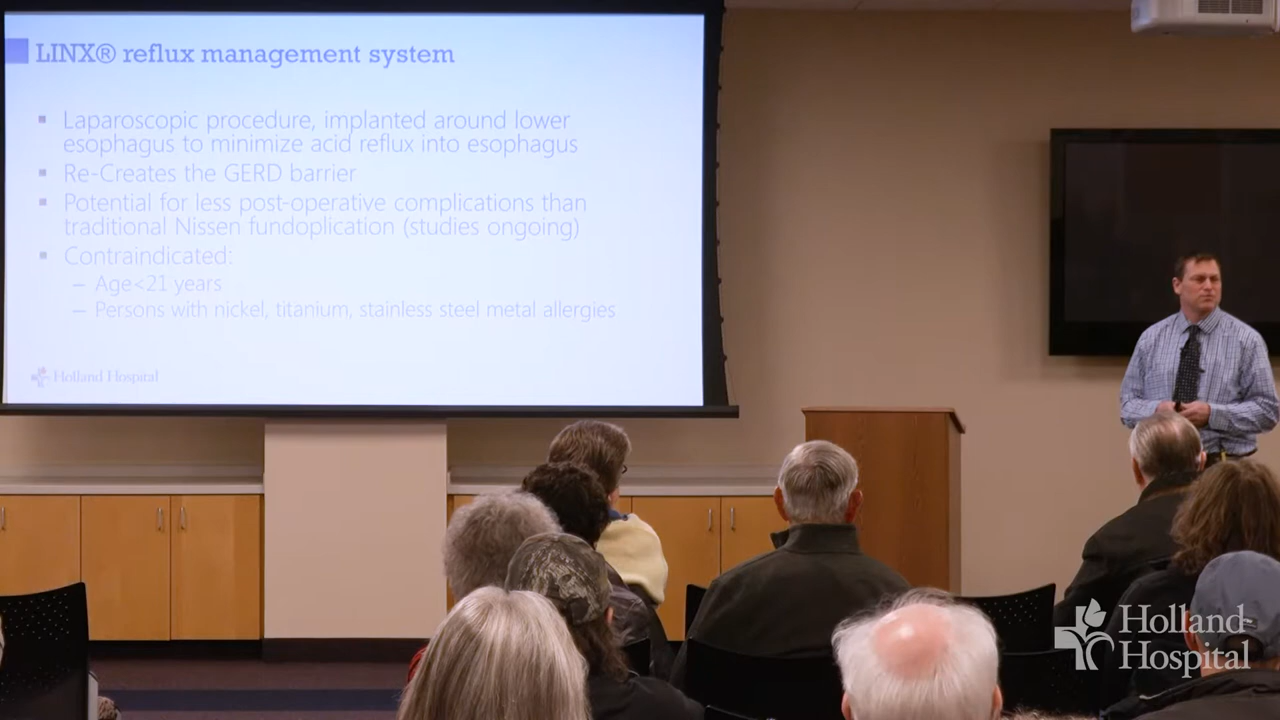 LINX® reflux management system
▪ Laparoscopic procedure, implanted around lower
esophagus to minimize acid reflux into esophagus
▪ Re-Creates the GERD barrier
▪ Potential for less post-operative complications than
traditional Nissen fundoplication (studies ongoing)
▪ Contraindicated:
– Age<21 years
– Persons with nickel, titanium, stainless steel metal allergies
Holland Hospital
Holland
Hospital